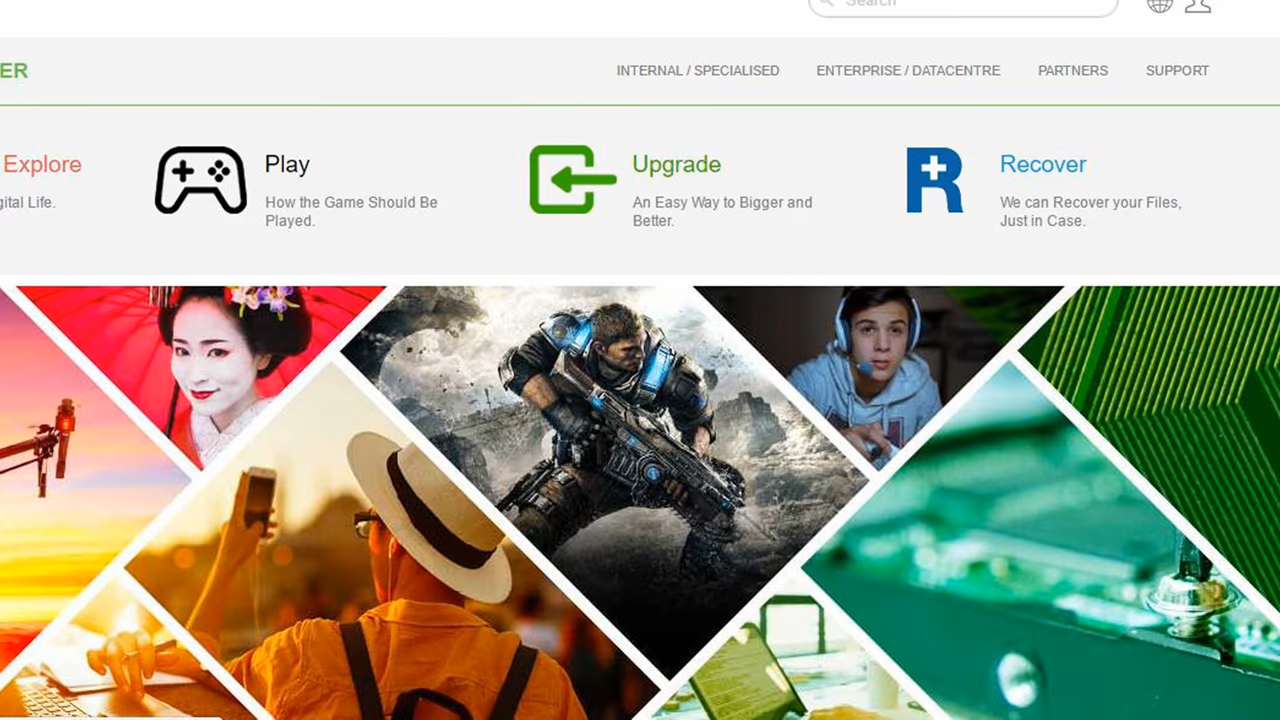 Search
ER
INTERNAL / SPECIALISED
ENTERPRISE / DATACENTRE
PARTNERS
SUPPORT
Explore
gital Life.
Play
How the Game Should Be
Played.
Upgrade
An Easy Way to Bigger and
Better.
R
Recover
We can Recover your Files,
Just in Case.